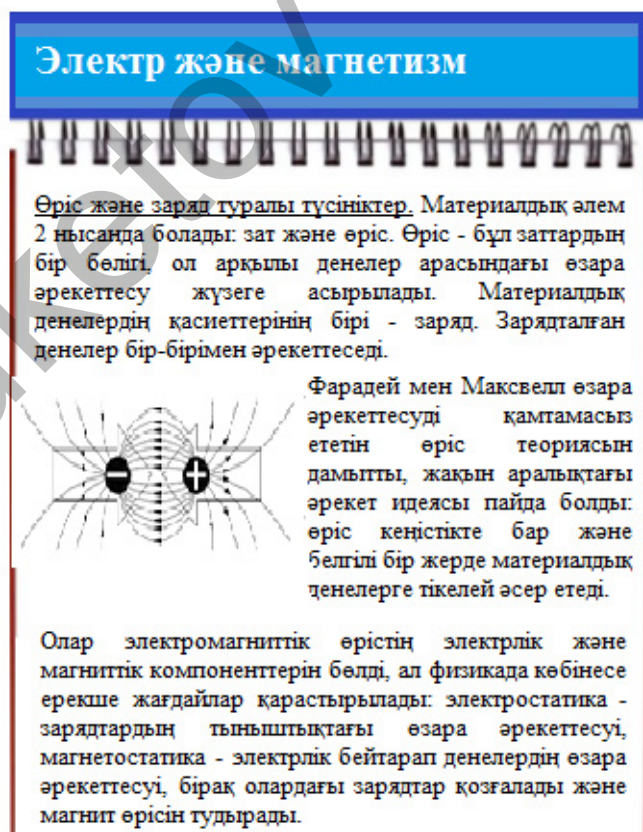 Электр және магнетизм
Өріс және заряд туралы түсініктер. Материалдық әлем
2 нысанда болады: зат және өріс. Өріс - бұл заттардың
бір бөлігі, ол арқылы денелер арасындағы өзара
әрекеттесу жүзеге асырылады. Материалдық
денелердің қасиеттерінің бірі - заряд. Зарядталған
денелер бір-бірімен әрекеттеседі.
Фарадей мен Максвелл өзара
әрекеттесуді қамтамасыз
ететін өріс теориясын
дамытты, жақын аралықтағы
әрекет идеясы пайда болды:
өріс кеңістікте бар және
белгілі бір жерде материалдық
денелерге тікелей әсер етеді.
Олар электромагниттік өрістің электрлік және
магниттік компоненттерін бөлді, ал физикада көбінесе
ерекше жағдайлар қарастырылады: электростатика -
зарядтардың тыныштықтағы өзара әрекеттесуі,
магнетостатика - электрлік бейтарап денелердің өзара
әрекеттесуі, бірақ олардағы зарядтар қозғалады және
магнит өрісін тудырады.